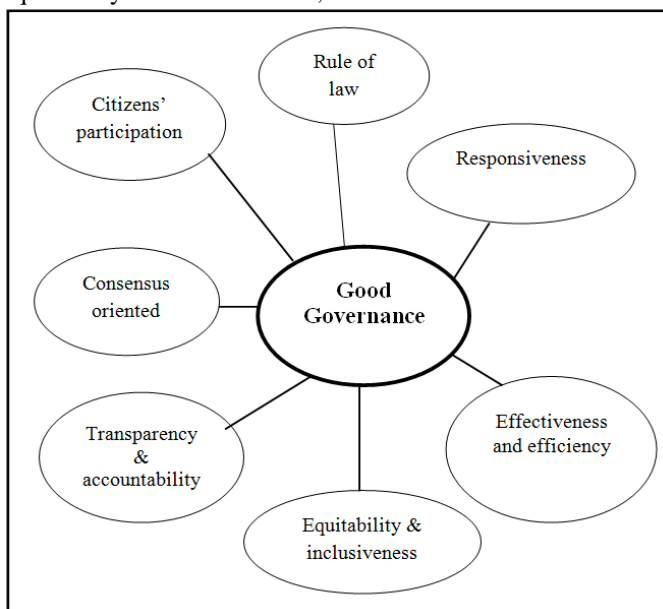 Rule of
law
Citizens'
participation
Responsiveness
Consensus
oriented
Good
Governance
Effectiveness
and efficiency
Transparency
&
accountability
Equitability &
inclusiveness